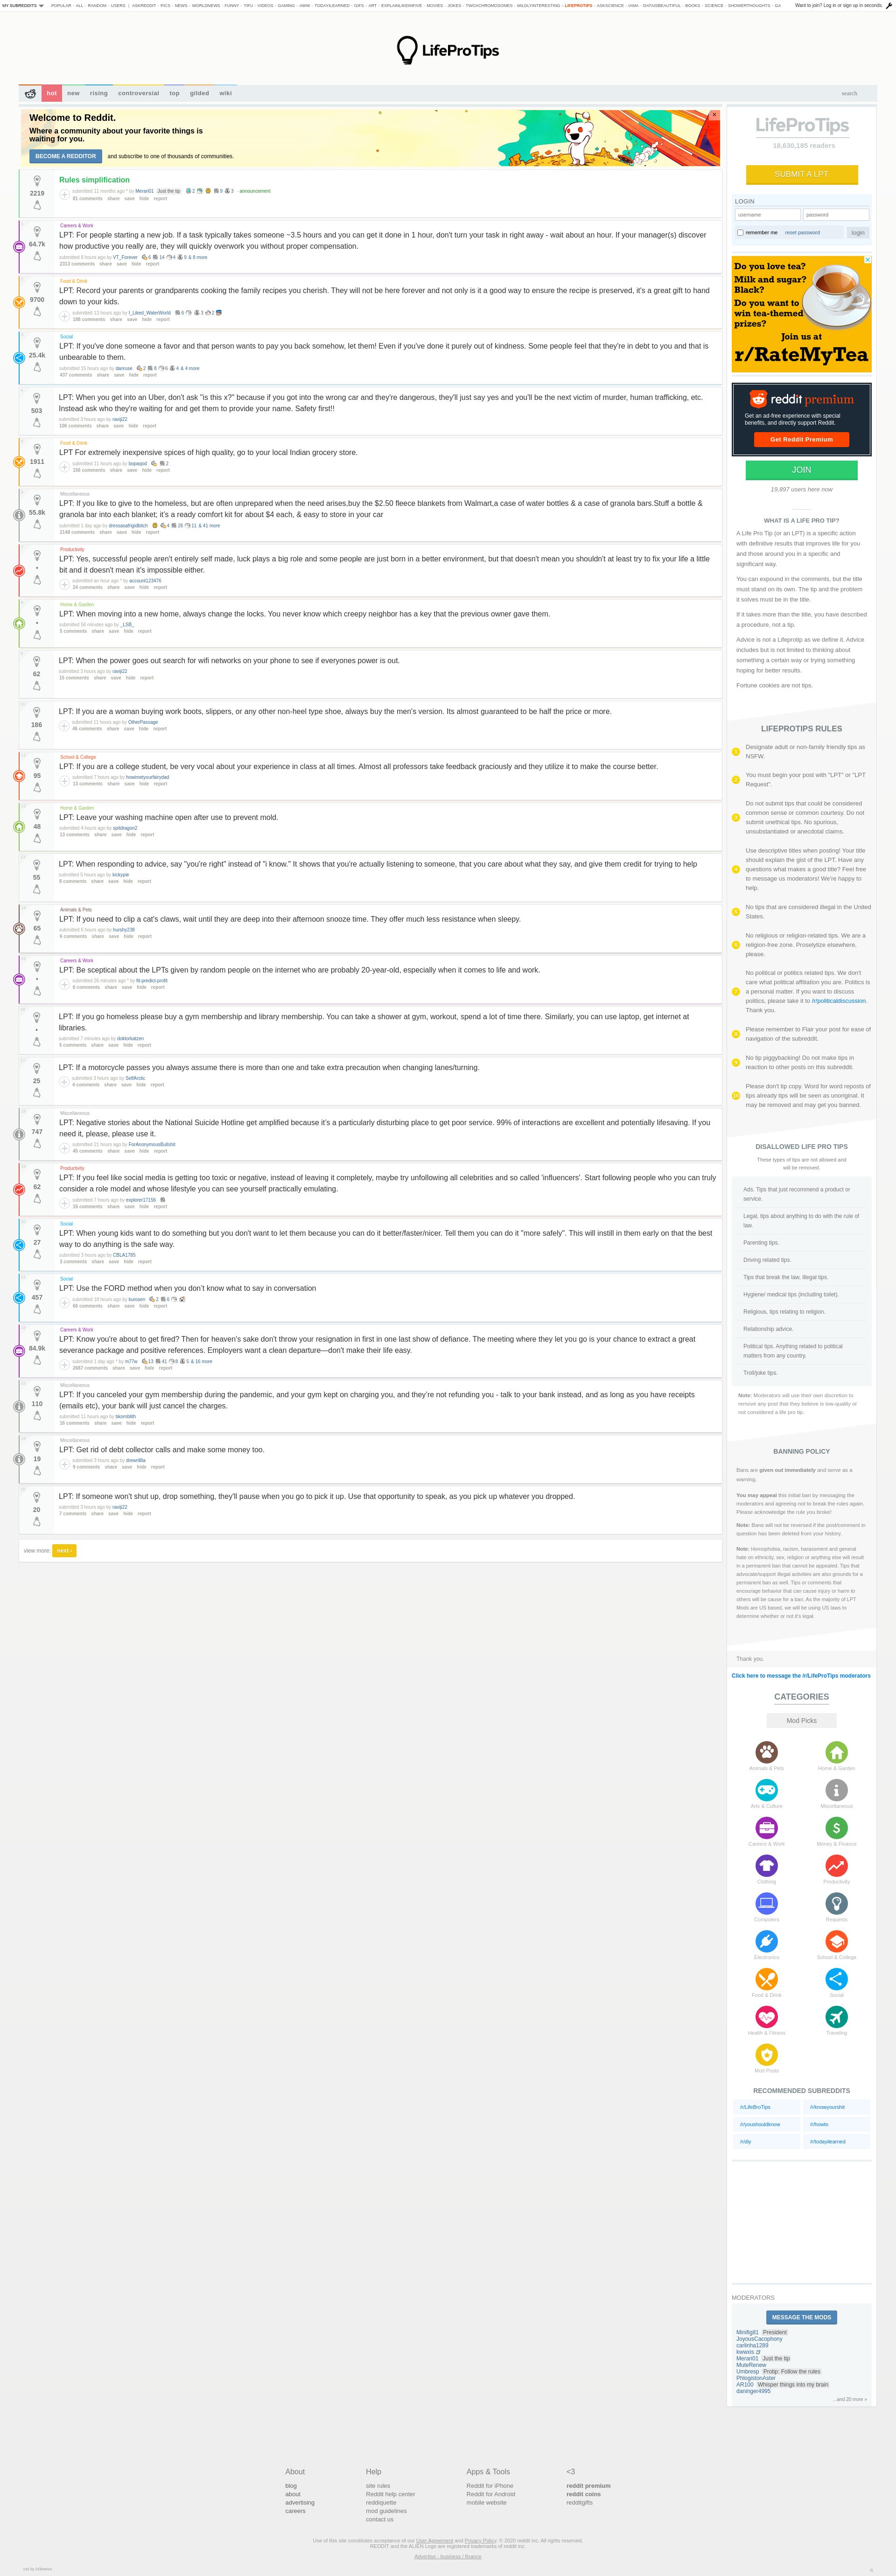 MY SUBREDDITS POPULAR - ALL - RANDOM - USERS | ASKREDDIT - PICS - NEWS - WORLDNEWS - FUNNY - TIFU - VIDEOS - GAMING - AWW - TODAYILEARNED - GIFS - ART - EXPLAINLIKEIMFIVE - MOVIES - JOKES - TWOXCHROMOSOMES - MILDLYINTERESTING - LIFEPROTIPS - ASKSCIENCE - IAMA - DATAISBEAUTIFUL - BOOKS - SCIENCE - SHOWERTHOUGHTS - GA
Want to join? Log in or sign up in seconds.
LifeProTips
hot new rising controversial top gilded wiki
search
Welcome to Reddit.
Where a community about your favorite things is
waiting for you.
BECOME A REDDITOR and subscribe to one of thousands of communities.
2219
Rules simplification
submitted 11 months ago * by Merari01 Just the tip 2 9 3 - announcement
81 comments share save hide report
64.7k
Careers & Work
LPT: For people starting a new job. If a task typically takes someone ~3.5 hours and you can get it done in 1 hour, don't turn your task in right away - wait about an hour. If your manager(s) discover
how productive you really are, they will quickly overwork you without proper compensation.
submitted 8 hours ago by VT_Forever 6 14 4 9 & 8 more
2313 comments share save hide report
9700
Food & Drink
LPT: Record your parents or grandparents cooking the family recipes you cherish. They will not be here forever and not only is it a good way to ensure the recipe is preserved, it's a great gift to hand
down to your kids.
submitted 13 hours ago by I_Liked_WaterWorld 6 3 2
188 comments share save hide report
25.4k
Social
LPT: If you've done someone a favor and that person wants to pay you back somehow, let them! Even if you've done it purely out of kindness. Some people feel that they're in debt to you and that is
unbearable to them.
submitted 15 hours ago by danruse 2 8 6 4 & 4 more
437 comments share save hide report
503
LPT: When you get into an Uber, don't ask "is this x?" because if you got into the wrong car and they're dangerous, they'll just say yes and you'll be the next victim of murder, human trafficking, etc.
Instead ask who they're waiting for and get them to provide your name. Safety first!!
submitted 3 hours ago by rasiji22
106 comments share save hide report
1911
Food & Drink
LPT For extremely inexpensive spices of high quality, go to your local Indian grocery store.
submitted 11 hours ago by bopaqod 2
158 comments share save hide report
55.8k
Miscellaneous
LPT: If you like to give to the homeless, but are often unprepared when the need arises,buy the $2.50 fleece blankets from Walmart,a case of water bottles & a case of granola bars.Stuff a bottle &
granola bar into each blanket; it's a ready comfort kit for about $4 each, & easy to store in your car
submitted 1 day ago by dressseafrigidbitch 4 26 11 & 41 more
2148 comments share save hide report
•
Productivity
LPT: Yes, successful people aren't entirely self made, luck plays a big role and some people are just born in a better environment, but that doesn't mean you shouldn't at least try to fix your life a little
bit and it doesn't mean it's impossible either.
submitted an hour ago * by account123476
24 comments share save hide report
•
Home & Garden
LPT: When moving into a new home, always change the locks. You never know which creepy neighbor has a key that the previous owner gave them.
submitted 56 minutes ago by _LSB_
5 comments share save hide report
62
LPT: When the power goes out search for wifi networks on your phone to see if everyones power is out.
submitted 3 hours ago by rasiji22
15 comments share save hide report
186
LPT: If you are a woman buying work boots, slippers, or any other non-heel type shoe, always buy the men's version. Its almost guaranteed to be half the price or more.
submitted 11 hours ago by OtherPassage
46 comments share save hide report
95
School & College
LPT: If you are a college student, be very vocal about your experience in class at all times. Almost all professors take feedback graciously and they utilize it to make the course better.
submitted 7 hours ago by howimetyourfairydad
13 comments share save hide report
48
Home & Garden
LPT: Leave your washing machine open after use to prevent mold.
submitted 4 hours ago by spitdragon2
13 comments share save hide report
55
LPT: When responding to advice, say "you're right" instead of "i know." It shows that you're actually listening to someone, that you care about what they say, and give them credit for trying to help
submitted 5 hours ago by kickypie
8 comments share save hide report
65
Animals & Pets
LPT: If you need to clip a cat's claws, wait until they are deep into their afternoon snooze time. They offer much less resistance when sleepy.
submitted 6 hours ago by hurshy238
6 comments share save hide report
•
Careers & Work
LPT: Be sceptical about the LPTs given by random people on the internet who are probably 20-year-old, especially when it comes to life and work.
submitted 26 minutes ago * by fit-predict-profit
6 comments share save hide report
•
LPT: If you go homeless please buy a gym membership and library membership. You can take a shower at gym, workout, spend a lot of time there. Similarly, you can use laptop, get internet at
libraries.
submitted 7 minutes ago by doktorkatzen
5 comments share save hide report
25
LPT: If a motorcycle passes you always assume there is more than one and take extra precaution when changing lanes/turning.
submitted 3 hours ago by SelfArctic
4 comments share save hide report
747
Miscellaneous
LPT: Negative stories about the National Suicide Hotline get amplified because it's a particularly disturbing place to get poor service. 99% of interactions are excellent and potentially lifesaving. If you
need it, please, please use it.
submitted 21 hours ago by ForAnonymousBullshit
45 comments share save hide report
62
Productivity
LPT: If you feel like social media is getting too toxic or negative, instead of leaving it completely, maybe try unfollowing all celebrities and so called 'influencers'. Start following people who you can truly
consider a role model and whose lifestyle you can see yourself practically emulating.
submitted 7 hours ago by explorer17156
16 comments share save hide report
27
Social
LPT: When young kids want to do something but you don't want to let them because you can do it better/faster/nicer. Tell them you can do it "more safely". This will instill in them early on that the best
way to do anything is the safe way.
submitted 3 hours ago by CBLA1785
3 comments share save hide report
457
Social
LPT: Use the FORD method when you don't know what to say in conversation
submitted 18 hours ago by bumxen 2 6
66 comments share save hide report
84.9k
Careers & Work
LPT: Know you're about to get fired? Then for heaven's sake don't throw your resignation in first in one last show of defiance. The meeting where they let you go is your chance to extract a great
severance package and positive references. Employers want a clean departure—don't make their life easy.
submitted 1 day ago * by m77w 13 41 8 5 & 16 more
2687 comments share save hide report
110
Miscellaneous
LPT: If you canceled your gym membership during the pandemic, and your gym kept on charging you, and they're not refunding you - talk to your bank instead, and as long as you have receipts
(emails etc), your bank will just cancel the charges.
submitted 11 hours ago by bkornblith
16 comments share save hide report
19
Miscellaneous
LPT: Get rid of debt collector calls and make some money too.
submitted 3 hours ago by drewrillla
9 comments share save hide report
20
LPT: If someone won't shut up, drop something, they'll pause when you go to pick it up. Use that opportunity to speak, as you pick up whatever you dropped.
submitted 3 hours ago by rasiji22
7 comments share save hide report
view more: next ›
LifeProTips
18,630,185 readers
SUBMIT A LPT
LOGIN
username password
remember me reset password login
Do you love tea?
Milk and sugar?
Black?
Do you want to
win tea-themed
prizes?
Join us at
r/RateMyTea
reddit premium
Get an ad-free experience with special
benefits, and directly support Reddit.
Get Reddit Premium
JOIN
19,897 users here now
WHAT IS A LIFE PRO TIP?
A Life Pro Tip (or an LPT) is a specific action
with definitive results that improves life for you
and those around you in a specific and
significant way.
You can expound in the comments, but the title
must stand on its own. The tip and the problem
it solves must be in the title.
If it takes more than the title, you have described
a procedure, not a tip.
Advice is not a Lifeprotip as we define it. Advice
includes but is not limited to thinking about
something a certain way or trying something
hoping for better results.
Fortune cookies are not tips.
LIFEPROTIPS RULES
1 Designate adult or non-family friendly tips as
NSFW.
2 You must begin your post with "LPT" or "LPT
Request".
3 Do not submit tips that could be considered
common sense or common courtesy. Do not
submit unethical tips. No spurious,
unsubstantiated or anecdotal claims.
4 Use descriptive titles when posting! Your title
should explain the gist of the LPT. Have any
questions what makes a good title? Feel free
to message us moderators! We're happy to
help.
5 No tips that are considered illegal in the United
States.
6 No religious or religion-related tips. We are a
religion-free zone. Proselytize elsewhere,
please.
7 No political or politics related tips. We don't
care what political affiliation you are. Politics is
a personal matter. If you want to discuss
politics, please take it to /r/politicaldiscussion.
Thank you.
8 Please remember to Flair your post for ease of
navigation of the subreddit.
9 No tip piggybacking! Do not make tips in
reaction to other posts on this subreddit.
10 Please don't tip copy. Word for word reposts of
tips already tips will be seen as unoriginal. it
may be removed and may get you banned.
DISALLOWED LIFE PRO TIPS
These types of tips are not allowed and
will be removed.
Ads. Tips that just recommend a product or
service.
Legal, tips about anything to do with the rule of
law.
Parenting tips.
Driving related tips.
Tips that break the law, illegal tips.
Hygiene/ medical tips (including toilet).
Religious, tips relating to religion.
Relationship advice.
Political tips. Anything related to political
matters from any country.
Troll/joke tips.
Note: Moderators will use their own discretion to
remove any post that they believe is low-quality or
not considered a life pro tip.
BANNING POLICY
Bans are given out immediately and serve as a
warning.
You may appeal this initial ban by messaging the
moderators and agreeing not to break the rules again.
Please acknowledge the rule you broke!
Note: Bans will not be reversed if the post/comment in
question has been deleted from your history.
Note: Homophobia, racism, harassment and general
hate on ethnicity, sex, religion or anything else will result
in a permanent ban that cannot be appealed. Tips that
advocate/support illegal activities are also grounds for a
permanent ban as well. Tips or comments that
encourage behavior that can cause injury or harm to
others will be cause for a ban. As the majority of LPT
Mods are US based, we will be using US laws to
determine whether or not it's legal.
Thank you.
Click here to message the /r/LifeProTips moderators
CATEGORIES
Mod Picks
Animals & Pets Home & Garden
Arts & Culture Miscellaneous
Careers & Work Money & Finance
Clothing Productivity
Computers Requests
Electronics School & College
Food & Drink Social
Health & Fitness Traveling
Mod Posts
RECOMMENDED SUBREDDITS
/r/LifeBroTips /r/knowyourshit
/r/youshouldknow /r/howto
/r/diy /r/todayilearned
MODERATORS
MESSAGE THE MODS
Minifig81 President
JoyousCacophony
carlinha1289
kwwxis
Merari01 Just the tip
MuteRenew
Umbresp Protip: Follow the rules
PhlogistonAster
AR100 Whisper things into my brain
daninger4995
...and 20 more »
About Help Apps & Tools <3
blog site rules Reddit for iPhone reddit premium
about Reddit help center Reddit for Android reddit coins
advertising reddiquette mobile website redditgifts
careers mod guidelines
contact us
Use of this site constitutes acceptance of our User Agreement and Privacy Policy. © 2020 reddit inc. All rights reserved.
REDDIT and the ALIEN Logo are registered trademarks of reddit inc.